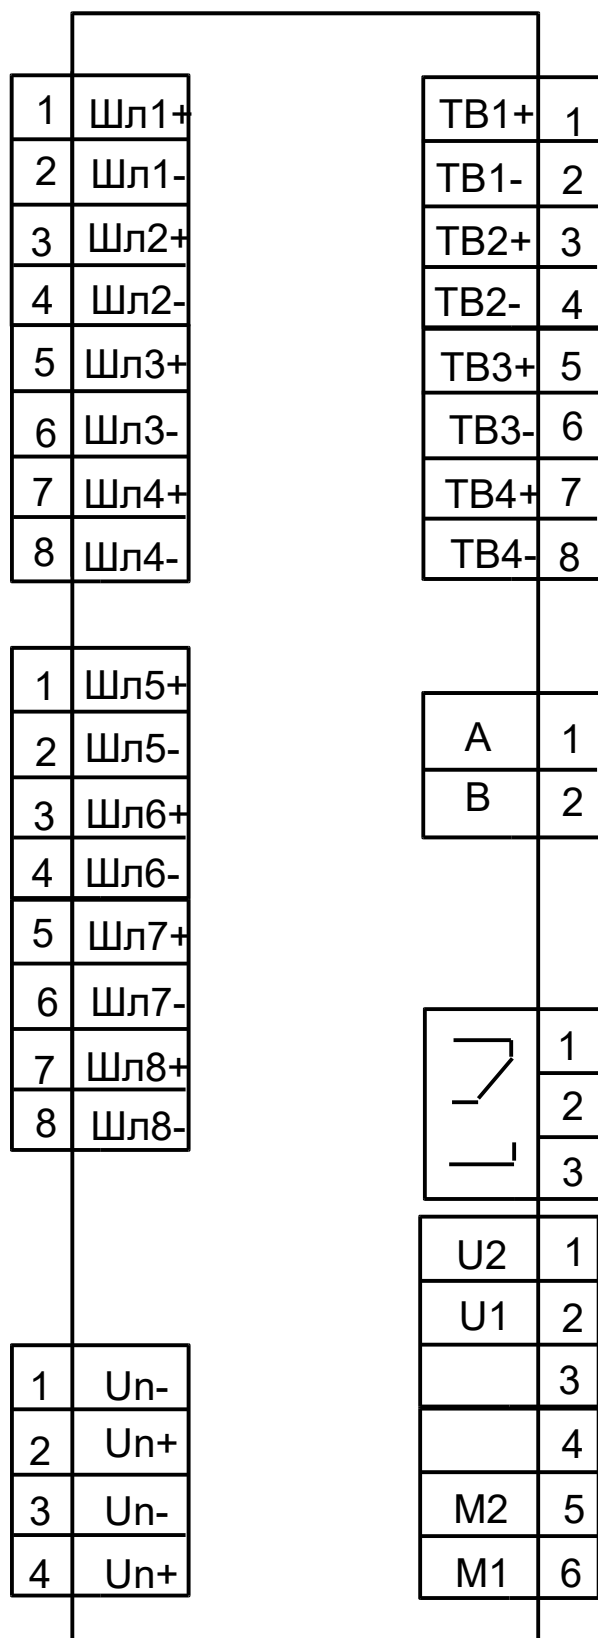 1 Шл1+
2 Шл1-
3 Шл2+
4 Шл2-
5 Шл3+
6 Шл3-
7 Шл4+
8 Шл4-
1 Шл5+
2 Шл5-
3 Шл6+
4 Шл6-
5 Шл7+
6 Шл7-
7 Шл8+
8 Шл8-
1 Un-
2 Un+
3 Un-
4 Un+
ТВ1+ 1
ТВ1- 2
ТВ2+ 3
ТВ2- 4
ТВ3+ 5
ТВ3- 6
ТВ4+ 7
ТВ4- 8
A 1
B 2
1
2
3
U2 1
U1 2
3
4
M2 5
M1 6